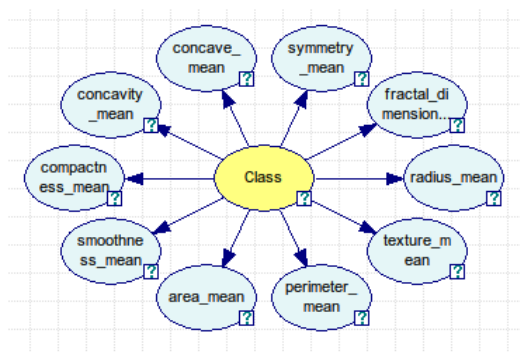 concave_
mean
symmetry
_mean
concavity
_mean
fractal_di
mension...
?
?
?
?
compactn
ess_mean
Class
radius_mean
?
?
?
smoothne
ss_mean
texture_m
ean
?
?
area_mean
perimeter_
mean
?
?